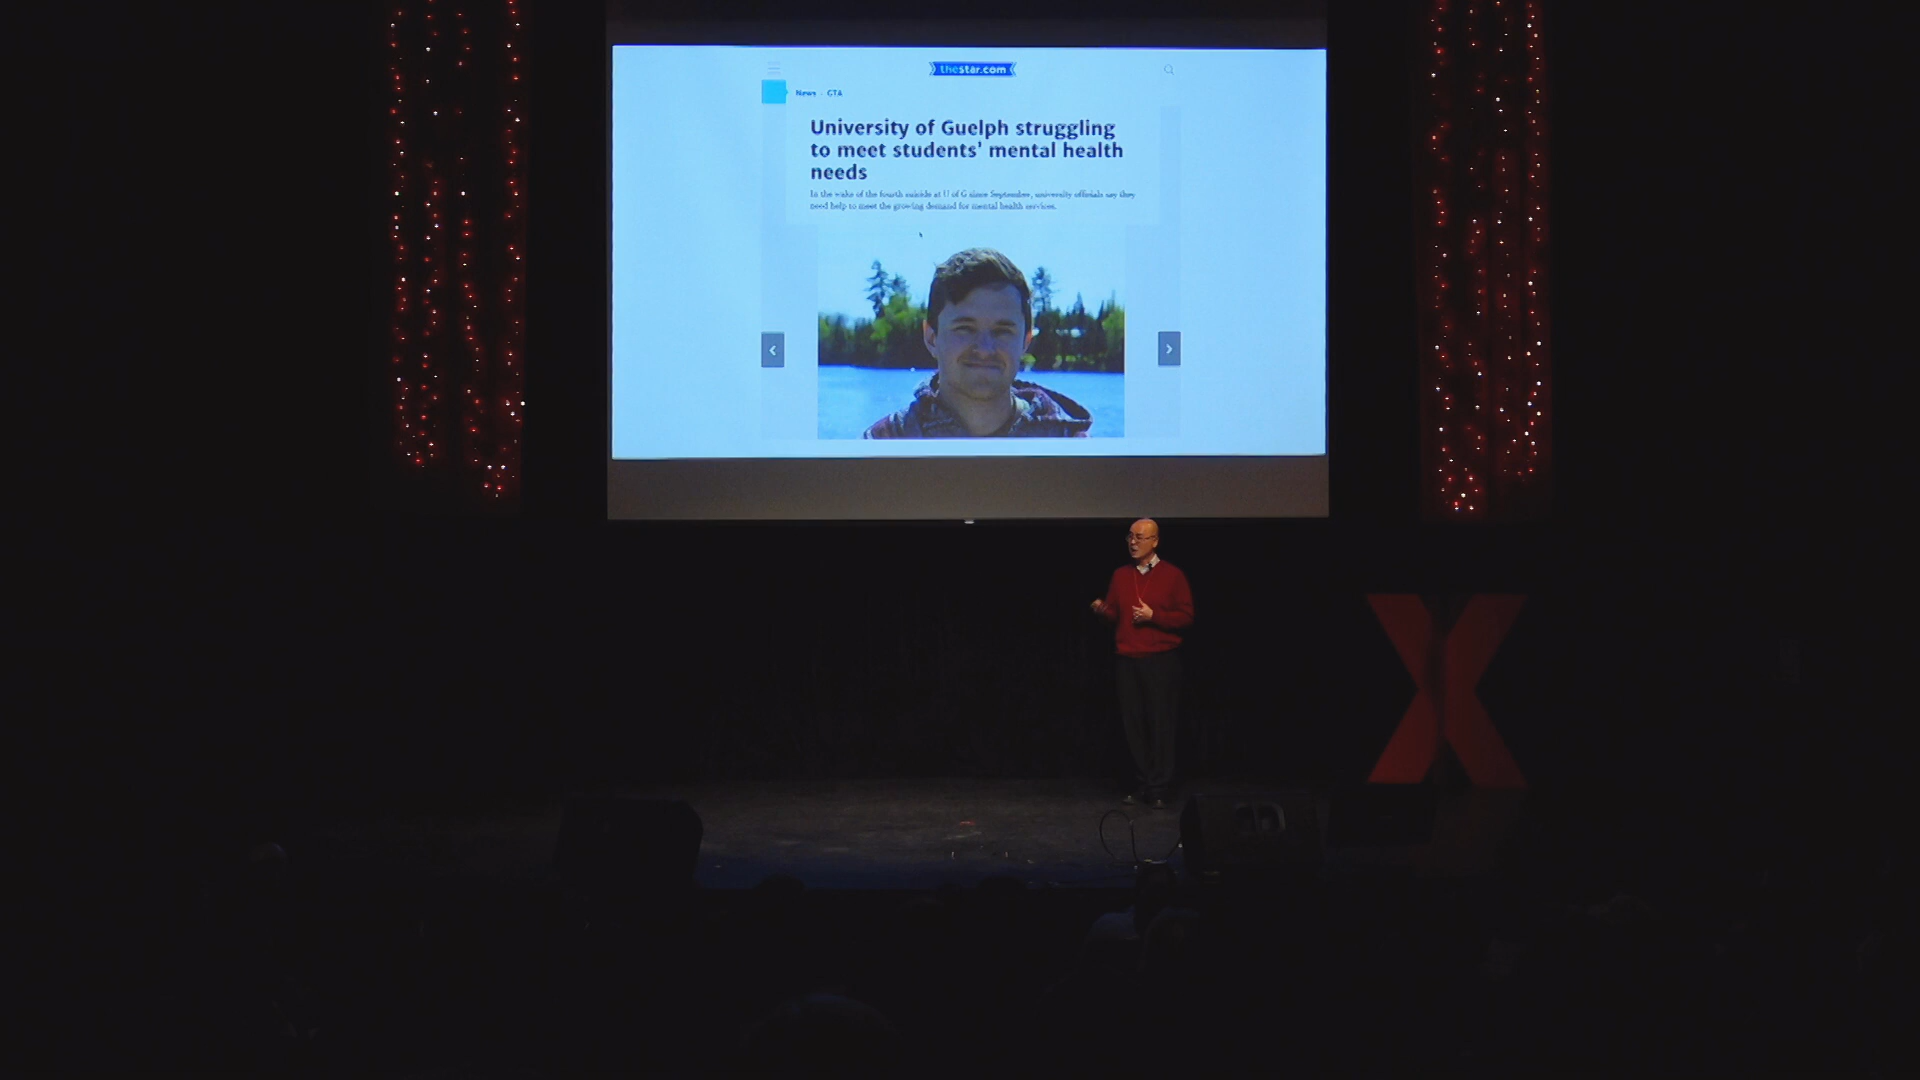 thestar.com
News · GTA
University of Guelph struggling
to meet students' mental health
needs
In the wake of the fourth suicide at U of G since September, university officials say they
need help to meet the growing demand for mental health services.
X